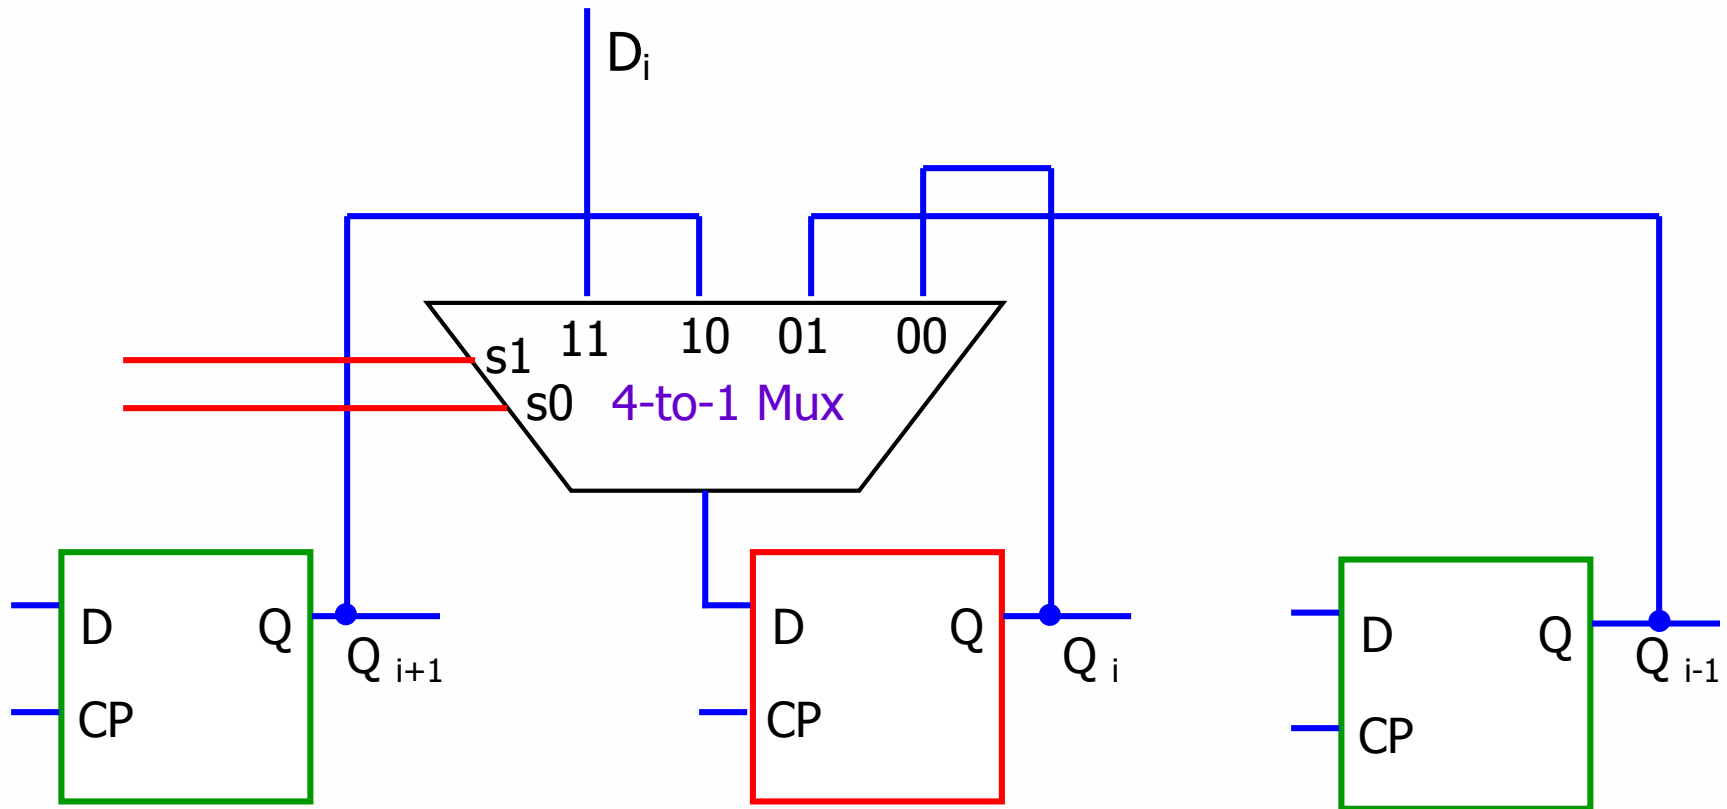 Di
11 10 01 00
s1
s0 4-to-1 Mux
D Q
Q i+1
CP
D Q
Q i
CP
D Q
Q i-1
CP